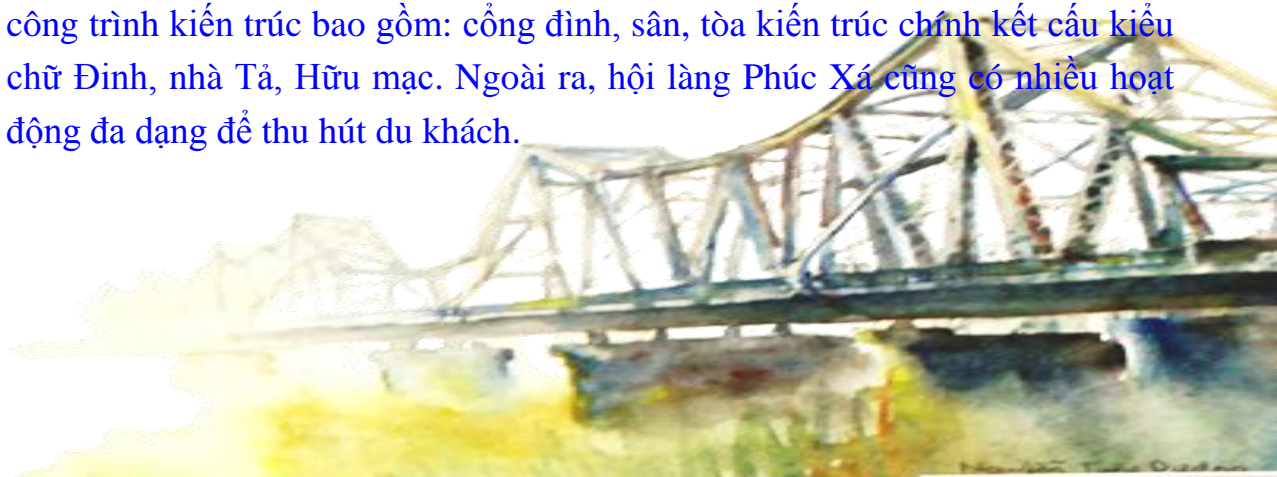 công trình kiến trúc bao gồm: cổng đình, sân, tòa kiến trúc chính kết cấu kiểu
chữ Đinh, nhà Tả, Hữu mạc. Ngoài ra, hội làng Phúc Xá cũng có nhiều hoạt
động đa dạng để thu hút du khách.